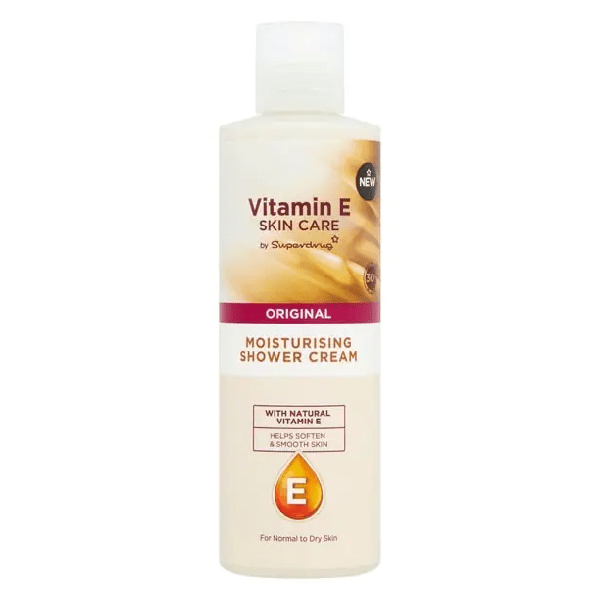 NEW
Vitamin E
SKIN CARE
by Superdrug
ORIGINAL
MOISTURISING
SHOWER CREAM
WITH NATURAL
VITAMIN E
HELPS SOFTEN
& SMOOTH SKIN
E
For Normal to Dry Skin